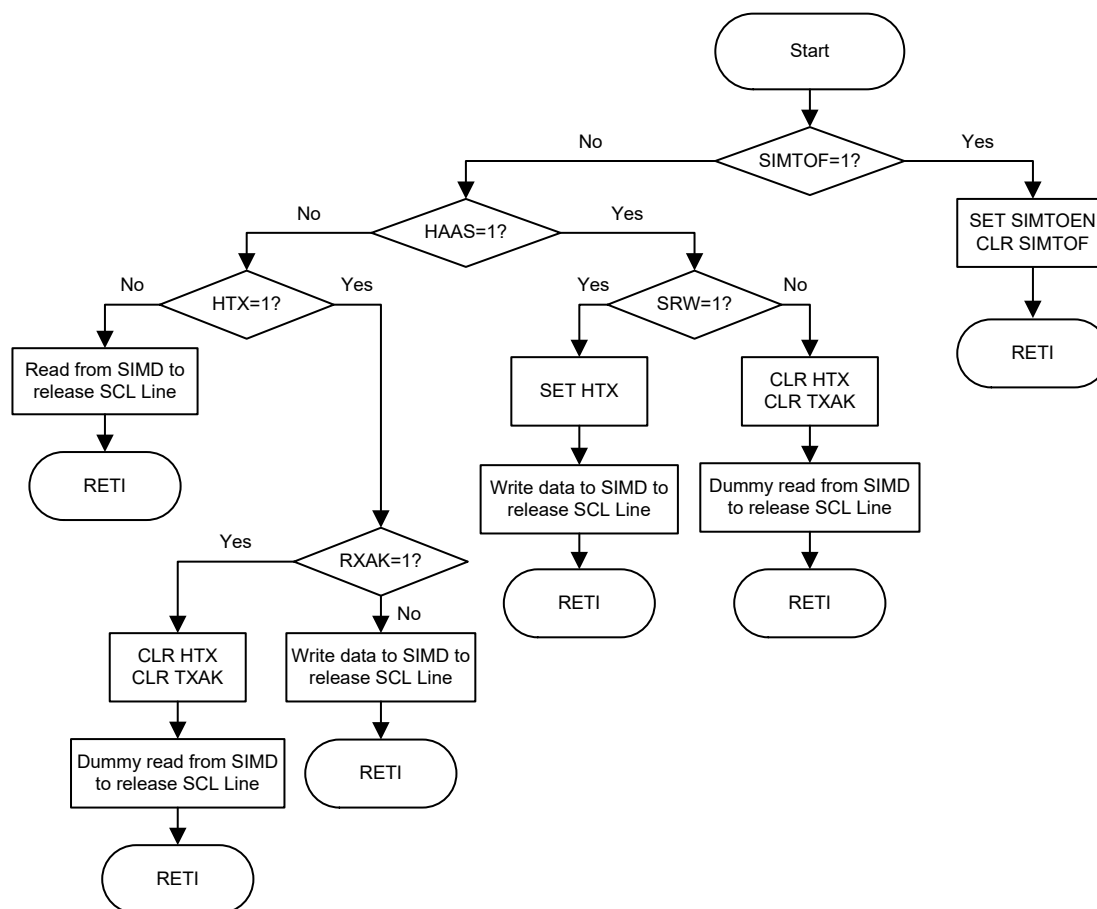 Start
SIMTOF=1?
No
Yes
HAAS=1?
No
Yes
SET SIMTOEN
CLR SIMTOF
HTX=1?
No
Yes
SRW=1?
Yes
No
RETI
Read from SIMD to
release SCL Line
SET HTX
CLR HTX
CLR TXAK
RETI
Write data to SIMD to
release SCL Line
Dummy read from SIMD
to release SCL Line
RXAK=1?
Yes
No
RETI
RETI
CLR HTX
CLR TXAK
Write data to SIMD to
release SCL Line
Dummy read from SIMD
to release SCL Line
RETI
RETI